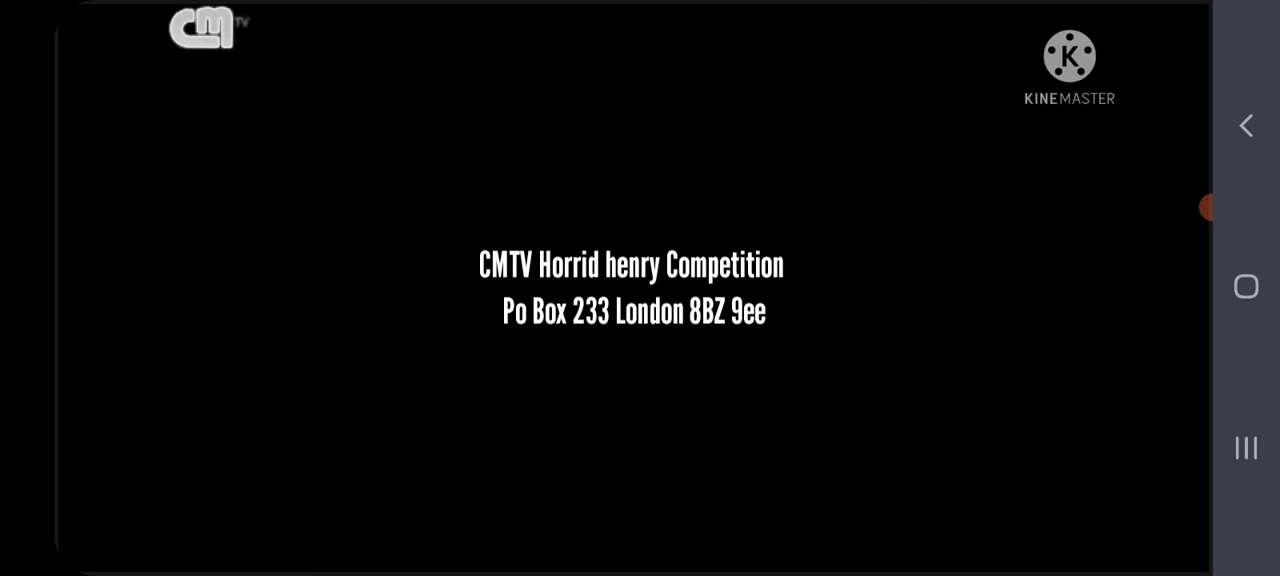 CM TV
KINEMASTER
CMTV Horrid henry Competition
Po Box 233 London 8BZ 9ee